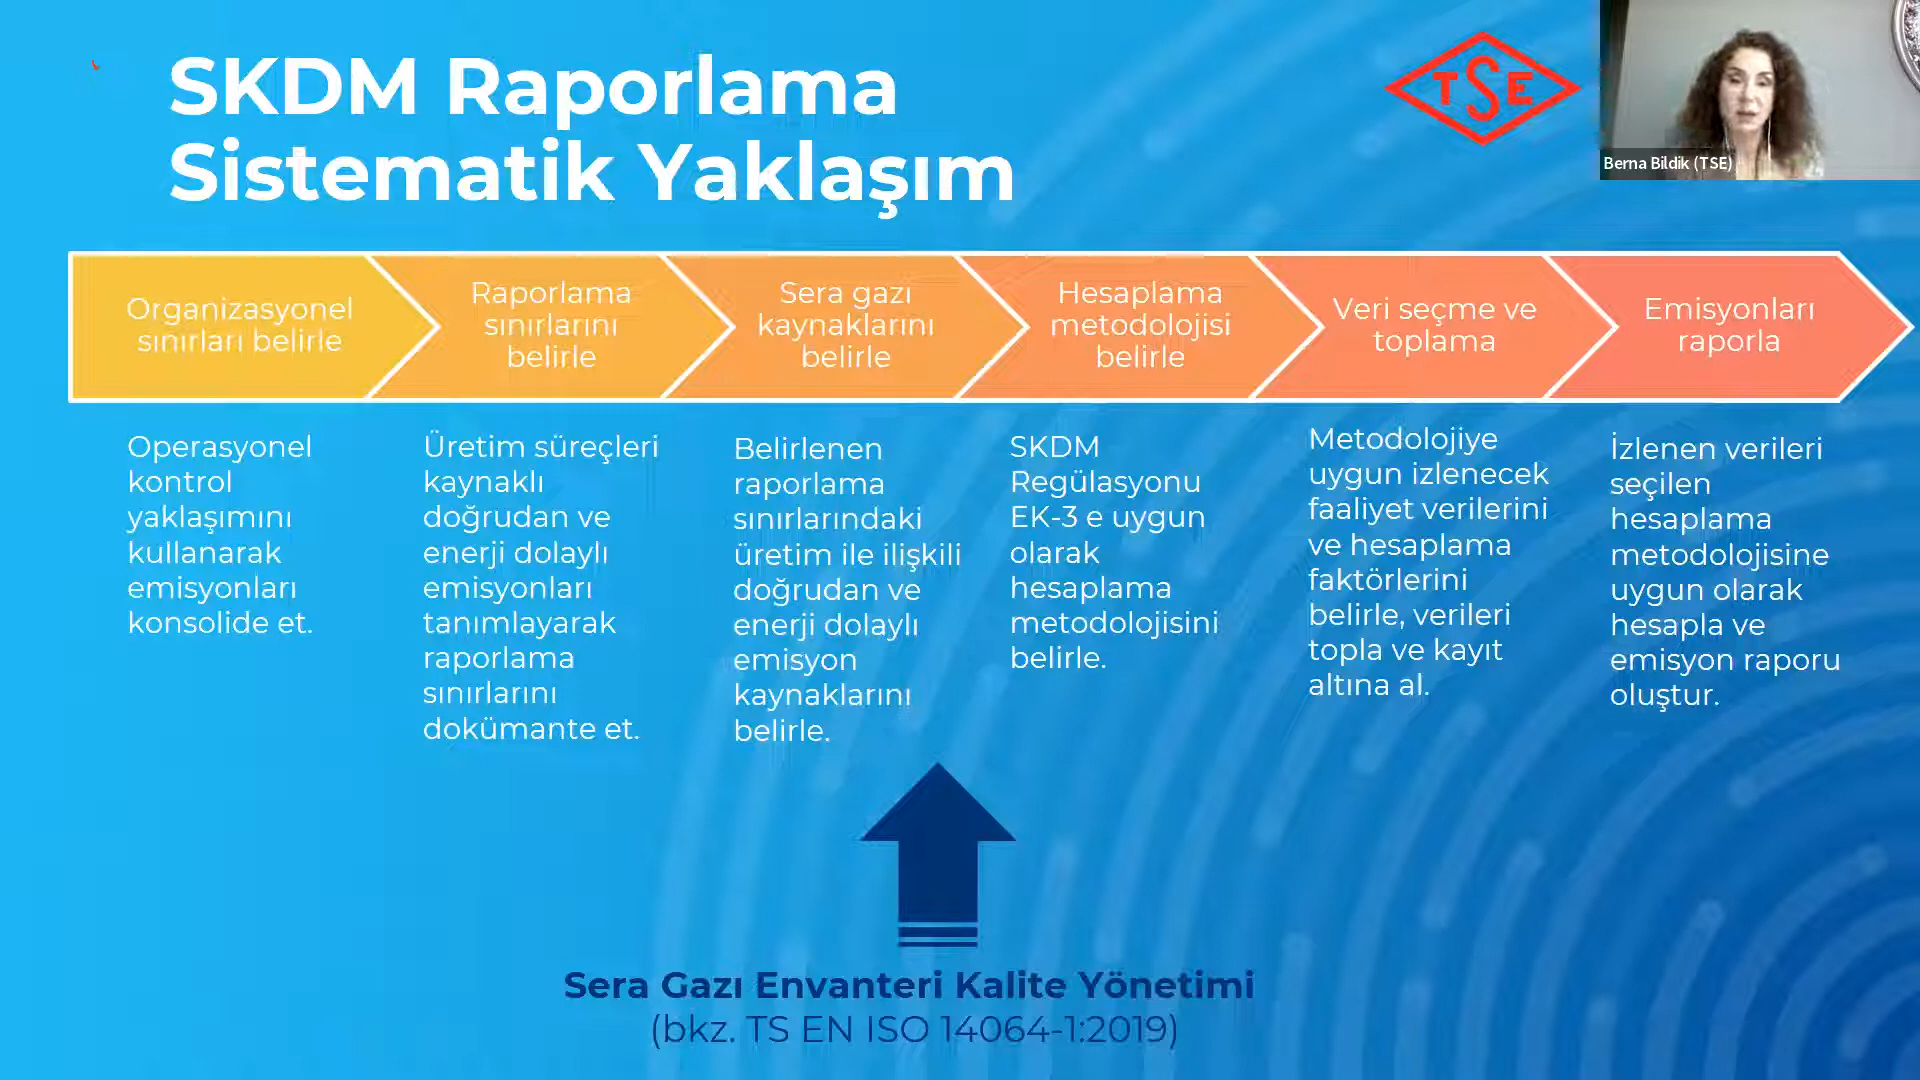 SKDM Raporlama
Sistematik Yaklaşım
TSE
Berna Bildik (TSE)
Organizasyonel
sınırları belirle
Raporlama
sınırlarını
belirle
Sera gazı
kaynaklarını
belirle
Hesaplama
metodolojisi
belirle
Veri seçme ve
toplama
Emisyonları
raporla
Operasyonel
kontrol
yaklaşımını
kullanarak
emisyonları
konsolide et.
Üretim süreçleri
kaynaklı
doğrudan ve
enerji dolaylı
emisyonları
tanımlayarak
raporlama
sınırlarını
dokümante et.
Belirlenen
raporlama
sınırlarındaki
üretim ile ilişkili
doğrudan ve
enerji dolaylı
emisyon
kaynaklarını
belirle.
SKDM
Regülasyonu
EK-3 e uygun
olarak
hesaplama
metodolojisini
belirle.
Metodolojiye
uygun izlenecek
faaliyet verilerini
ve hesaplama
faktörlerini
belirle, verileri
topla ve kayıt
altına al.
İzlenen verileri
seçilen
hesaplama
metodolojisine
uygun olarak
hesapla ve
emisyon raporu
oluştur.
Sera Gazı Envanteri Kalite Yönetimi
(bkz. TS EN ISO 14064-1:2019)